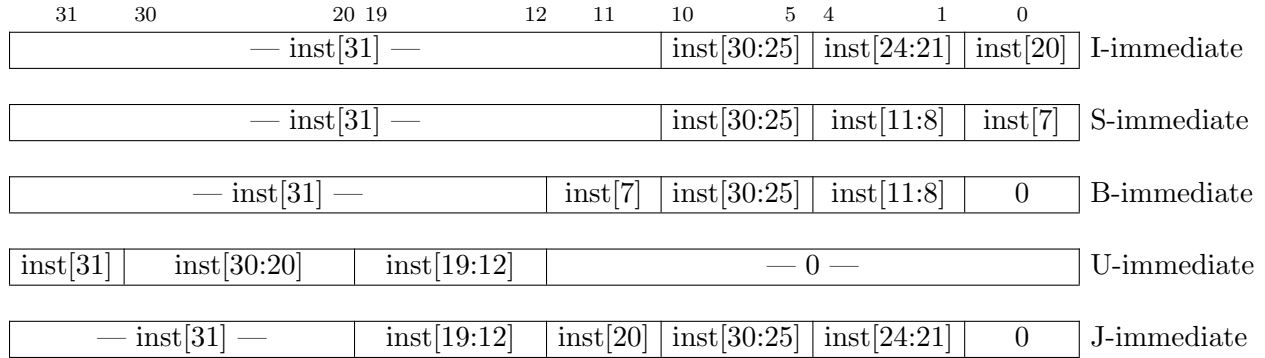 31 30 20 19 12 11 10 5 4 1 0
— inst[31] — inst[30:25] inst[24:21] inst[20] I-immediate
— inst[31] — inst[30:25] inst[11:8] inst[7] S-immediate
— inst[31] — inst[7] inst[30:25] inst[11:8] 0 B-immediate
inst[31] inst[30:20] inst[19:12] — 0 — U-immediate
— inst[31] — inst[19:12] inst[20] inst[30:25] inst[24:21] 0 J-immediate